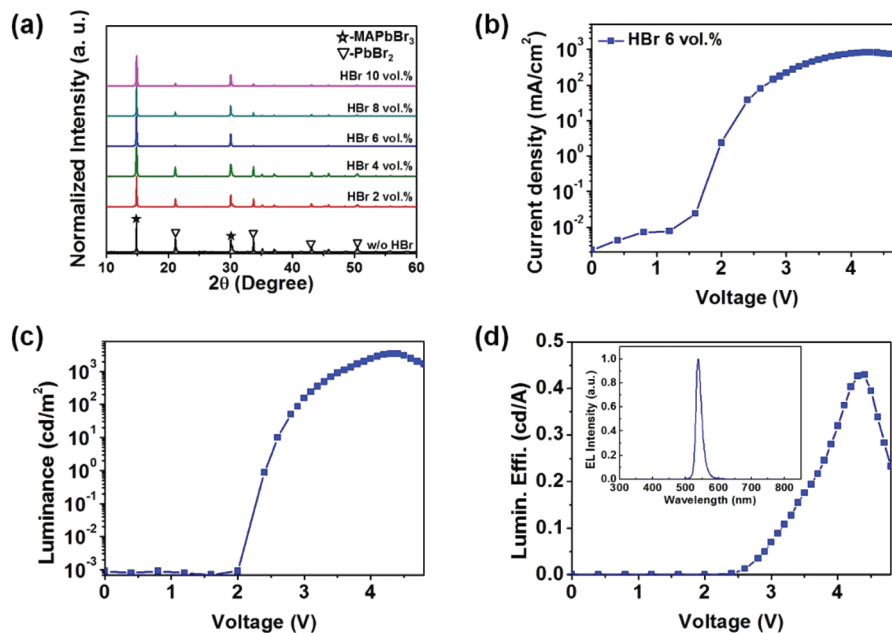 (a)
Normalized Intensity (a. u.)
★-MAPbBr₃
▽-PbBr₂
HBr 10 vol.%
HBr 8 vol.%
HBr 6 vol.%
HBr 4 vol.%
HBr 2 vol.%
w/o HBr
10 20 30 40 50 60
2θ (Degree)
(b)
Current density (mA/cm²)
10³
10²
10¹
10⁰
10⁻¹
10⁻²
HBr 6 vol.%
0 1 2 3 4
Voltage (V)
(c)
Luminance (cd/m²)
10³
10²
10¹
10⁰
10⁻¹
10⁻²
10⁻³
0 1 2 3 4
Voltage (V)
(d)
Lumin. Effi. (cd/A)
0.5
0.4
0.3
0.2
0.1
0.0
EL Intensity (a.u.)
1.0
0.8
0.6
0.4
0.2
0.0
300 400 500 600 700 800
Wavelength (nm)
0 1 2 3 4
Voltage (V)